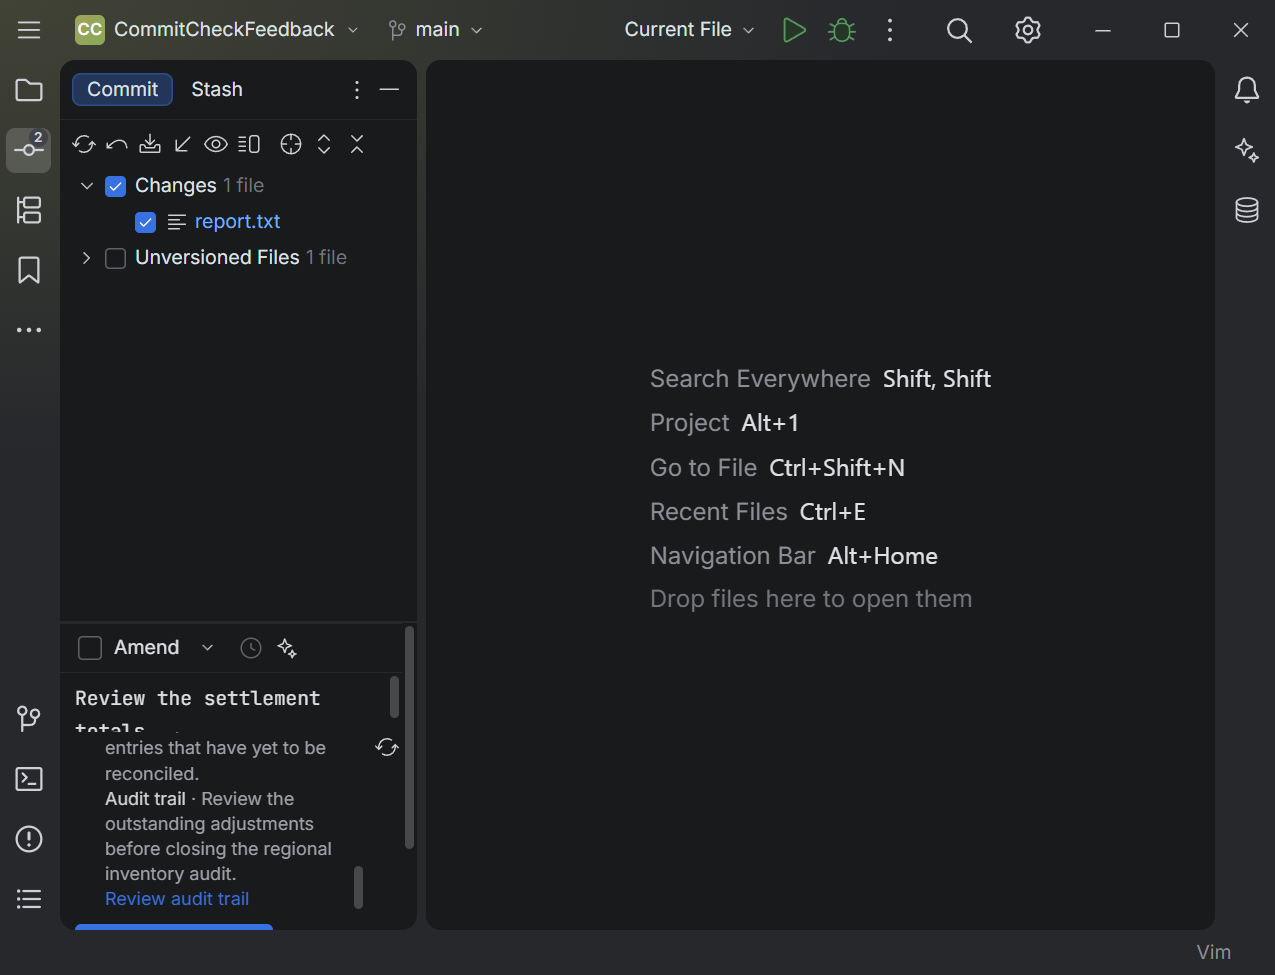 CC CommitCheckFeedback main Current File
Commit Stash
2
Changes 1 file
report.txt
Unversioned Files 1 file
Search Everywhere Shift, Shift
Project Alt+1
Go to File Ctrl+Shift+N
Recent Files Ctrl+E
Navigation Bar Alt+Home
Drop files here to open them
Amend
Review the settlement
totals
entries that have yet to be
reconciled.
Audit trail · Review the
outstanding adjustments
before closing the regional
inventory audit.
Review audit trail
Vim